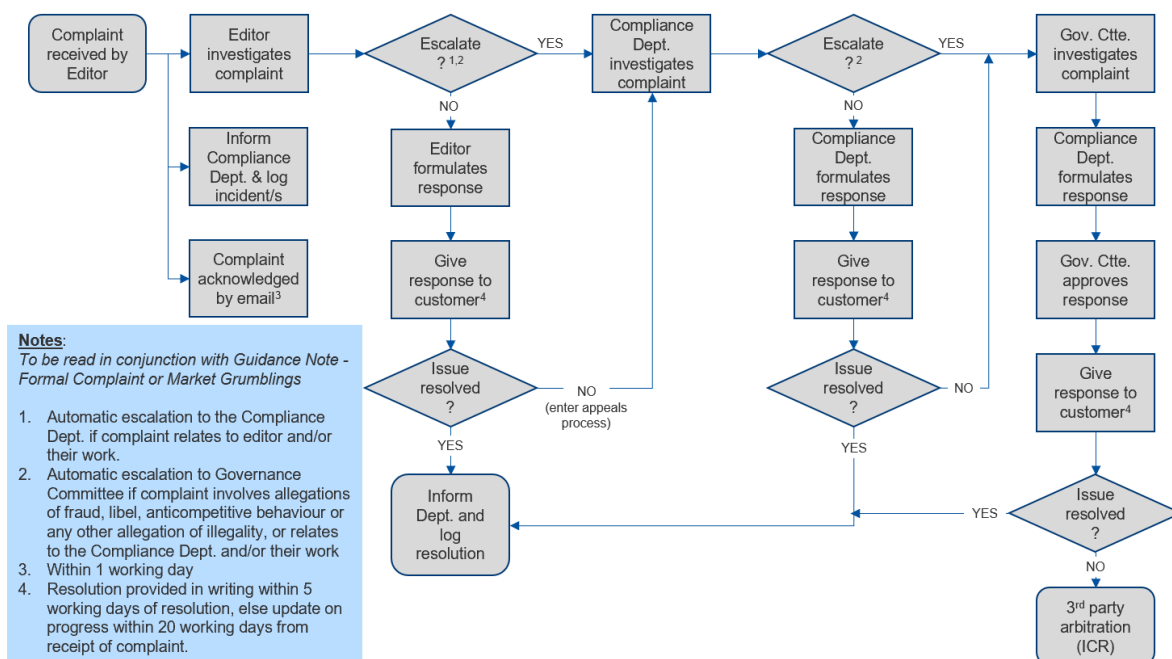 Complaint
received by
Editor
Editor
investigates
complaint
Escalate
? 1,2
YES
Compliance
Dept.
investigates
complaint
Escalate
? 2
YES
Gov. Ctte.
investigates
complaint
NO
NO
Inform
Compliance
Dept. & log
incident/s
Editor
formulates
response
Compliance
Dept.
formulates
response
Compliance
Dept.
formulates
response
Complaint
acknowledged
by email3
Give
response to
customer4
Give
response to
customer4
Gov. Ctte.
approves
response
Issue
resolved
?
NO
(enter appeals
process)
Issue
resolved
?
NO
Give
response to
customer4
YES
YES
Inform
Dept. and
log
resolution
YES
Issue
resolved
?
NO
3rd party
arbitration
(ICR)
Notes:
To be read in conjunction with Guidance Note -
Formal Complaint or Market Grumblings
1. Automatic escalation to the Compliance
Dept. if complaint relates to editor and/or
their work.
2. Automatic escalation to Governance
Committee if complaint involves allegations
of fraud, libel, anticompetitive behaviour or
any other allegation of illegality, or relates
to the Compliance Dept. and/or their work
3. Within 1 working day
4. Resolution provided in writing within 5
working days of resolution, else update on
progress within 20 working days from
receipt of complaint.